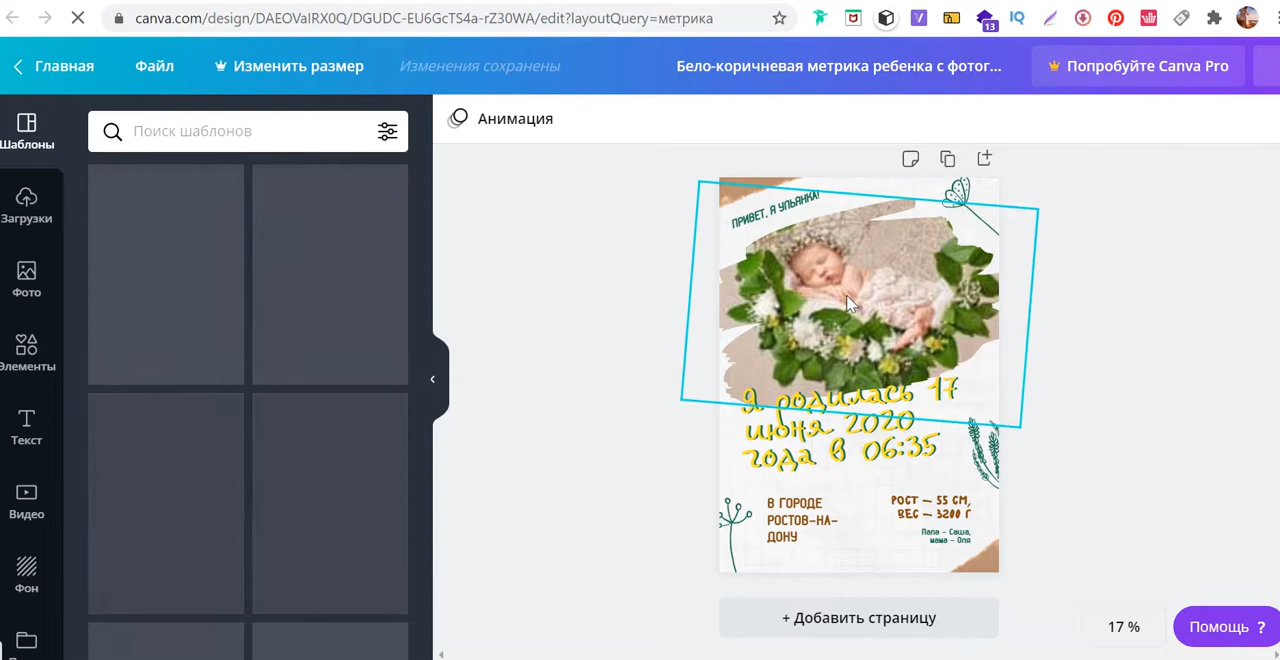 canva.com/design/DAEOVaIRX0Q/DGUDC-EU6GcTS4a-rZ30WA/edit?layoutQuery=метрика
13
Главная
Файл
Изменить размер
Изменения сохранены
Бело-коричневая метрика ребенка с фотог...
Попробуйте Canva Pro
Шаблоны
Поиск шаблонов
Анимация
Загрузки
Фото
Элементы
Текст
Видео
Фон
ПРИВЕТ, Я УЛЬЯНКА!
Я родилась 17
июня 2020
года в 06:35
В ГОРОДЕ
РОСТОВ-НА-
ДОНУ
РОСТ — 55 СМ,
ВЕС — 3200 Г
Папа - Саша,
мама - Оля
+ Добавить страницу
17 %
Помощь ?